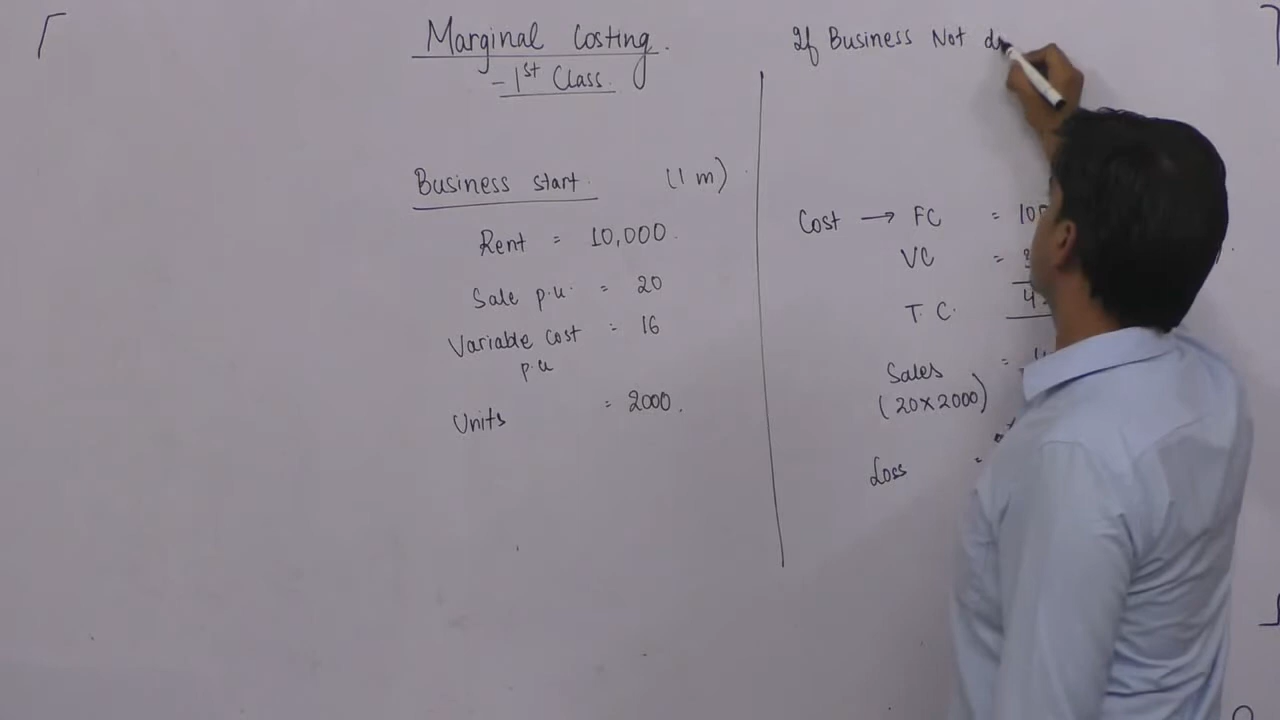 Marginal Costing.
- 1st Class.
Business start. (1 m)
Rent = 10,000.
Sale p.u. = 20
Variable Cost = 16
p.u
Units = 2000.
If Business Not
Cost → FC =
VC =
T.C.
Sales =
(20×2000)
Loss =